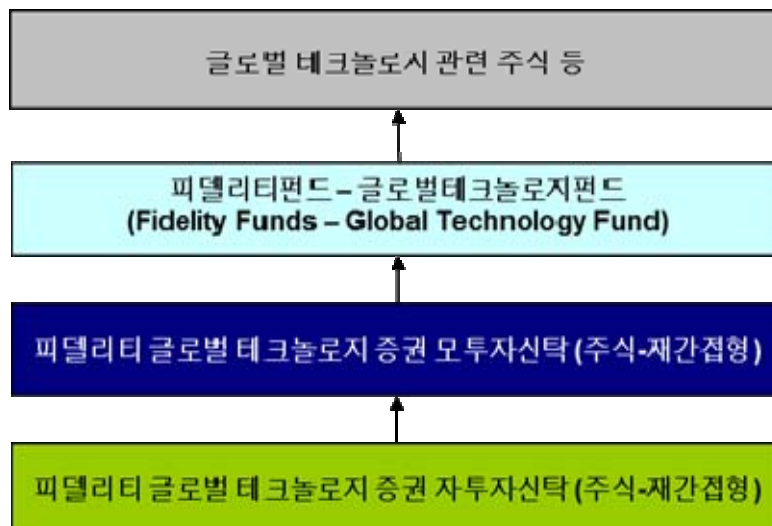 글로벌 테크놀로지 관련 주식 등
피델리티펀드 – 글로벌테크놀로지펀드
(Fidelity Funds – Global Technology Fund)
피델리티 글로벌 테크놀로지 증권 모투자신탁 (주식-재간접형)
피델리티 글로벌 테크놀로지 증권 자투자신탁 (주식-재간접형)